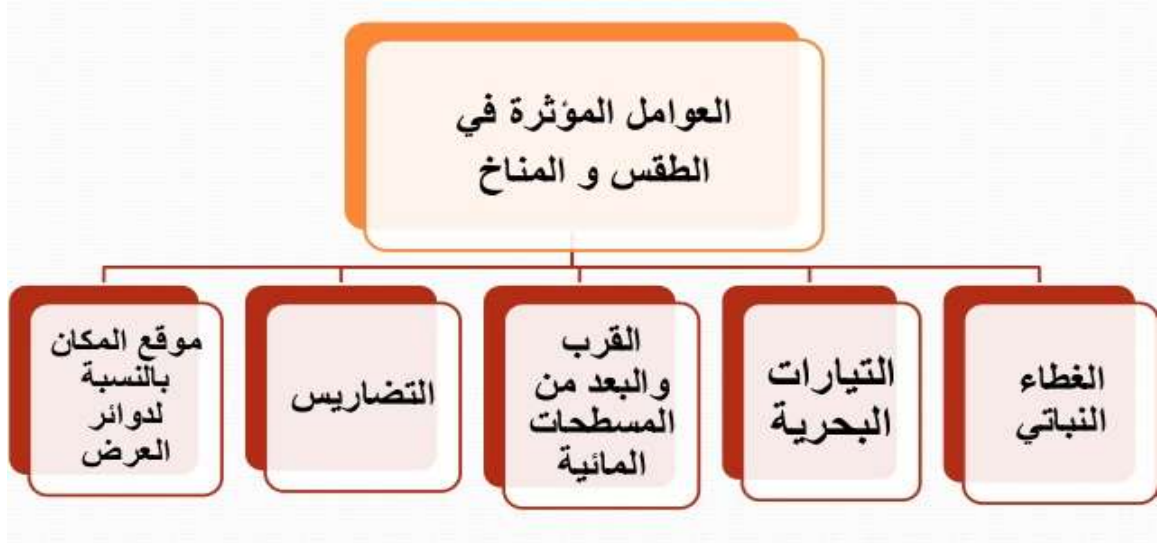 العوامل المؤثرة في
الطقس و المناخ
الغطاء
النباتي
التيارات
البحرية
القرب
والبعد من
المسطحات
المائية
التضاريس
موقع المكان
بالنسبة
لدوائر
العرض